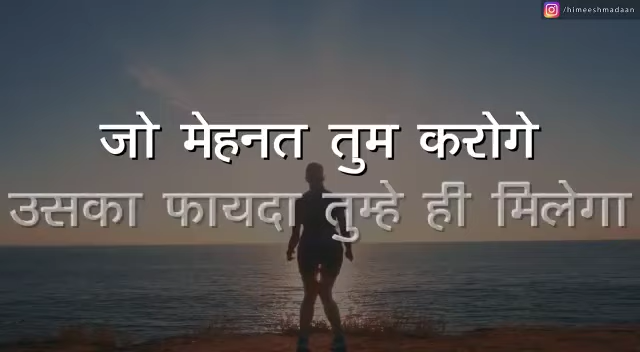 /himeeshmadaan
जो मेहनत तुम करोगे
उसका फायदा तुम्हे ही मिलेगा